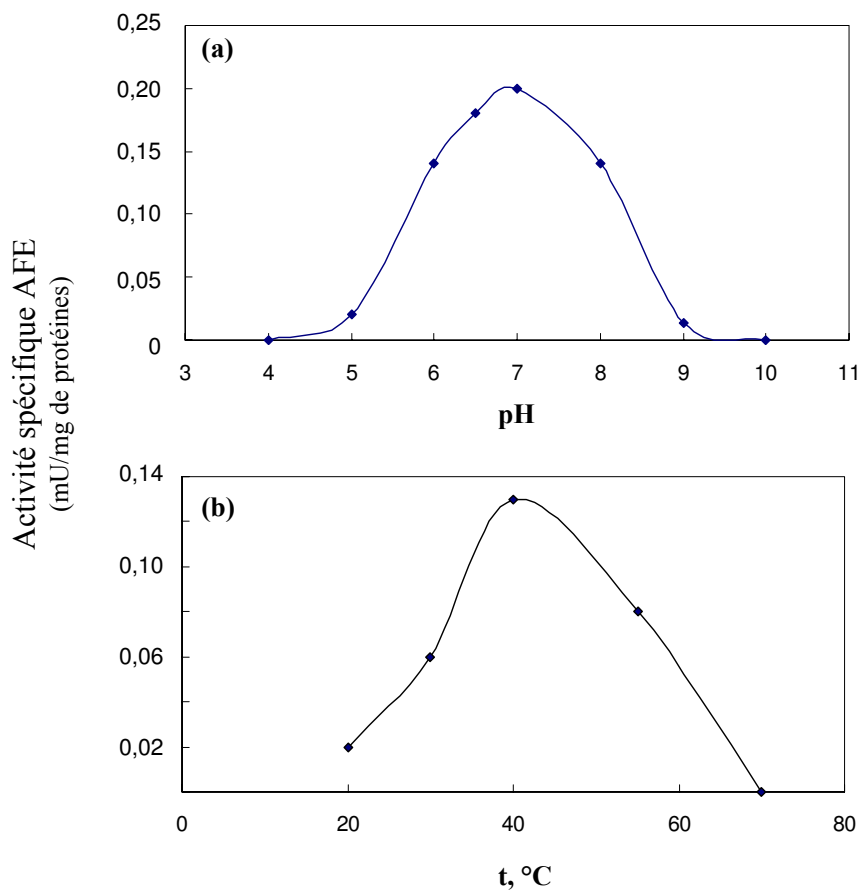 Activité spécifique AFE
(mU/mg de protéines)
(a)
0,25
0,20
0,15
0,10
0,05
0
3 4 5 6 7 8 9 10 11
pH
(b)
0,14
0,10
0,06
0,02
0 20 40 60 80
t, °C